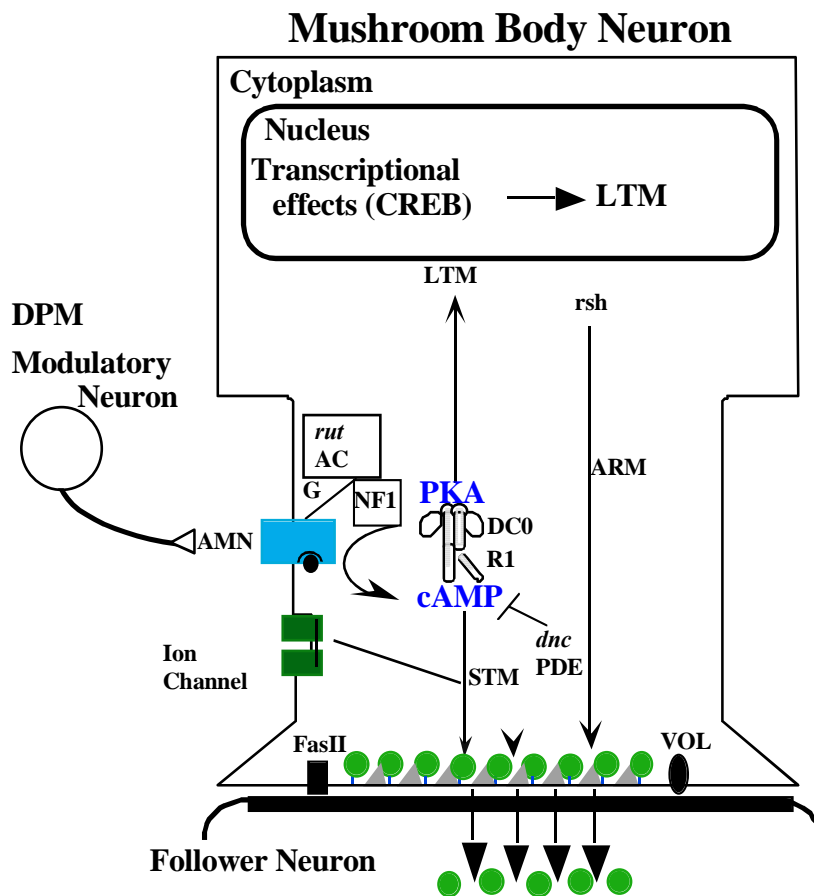 Mushroom Body Neuron
Cytoplasm
Nucleus
Transcriptional
effects (CREB)
LTM
LTM
rsh
DPM
Modulatory
Neuron
rut
AC
G
NF1
PKA
ARM
AMN
DC0
R1
cAMP
dnc
PDE
Ion
Channel
STM
FasII
VOL
Follower Neuron